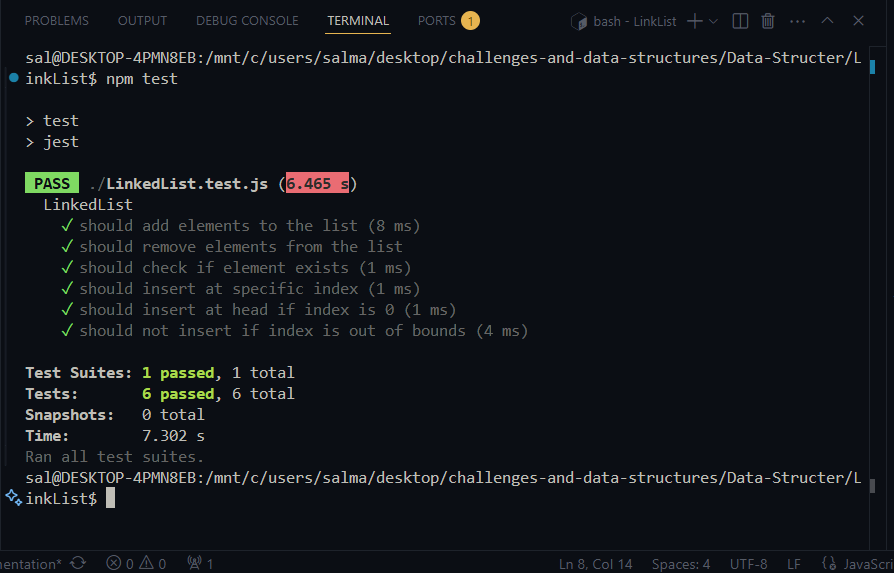 PROBLEMS OUTPUT DEBUG CONSOLE TERMINAL PORTS 1 bash - LinkList
sal@DESKTOP-4PMN8EB:/mnt/c/users/salma/desktop/challenges-and-data-structures/Data-Structer/L
inkList$ npm test
> test
> jest
PASS ./LinkedList.test.js (6.465 s)
LinkedList
✓ should add elements to the list (8 ms)
✓ should remove elements from the list
✓ should check if element exists (1 ms)
✓ should insert at specific index (1 ms)
✓ should insert at head if index is 0 (1 ms)
✓ should not insert if index is out of bounds (4 ms)
Test Suites: 1 passed, 1 total
Tests: 6 passed, 6 total
Snapshots: 0 total
Time: 7.302 s
Ran all test suites.
sal@DESKTOP-4PMN8EB:/mnt/c/users/salma/desktop/challenges-and-data-structures/Data-Structer/L
inkList$
mentation* 0 0 1 Ln 8, Col 14 Spaces: 4 UTF-8 LF JavaScri